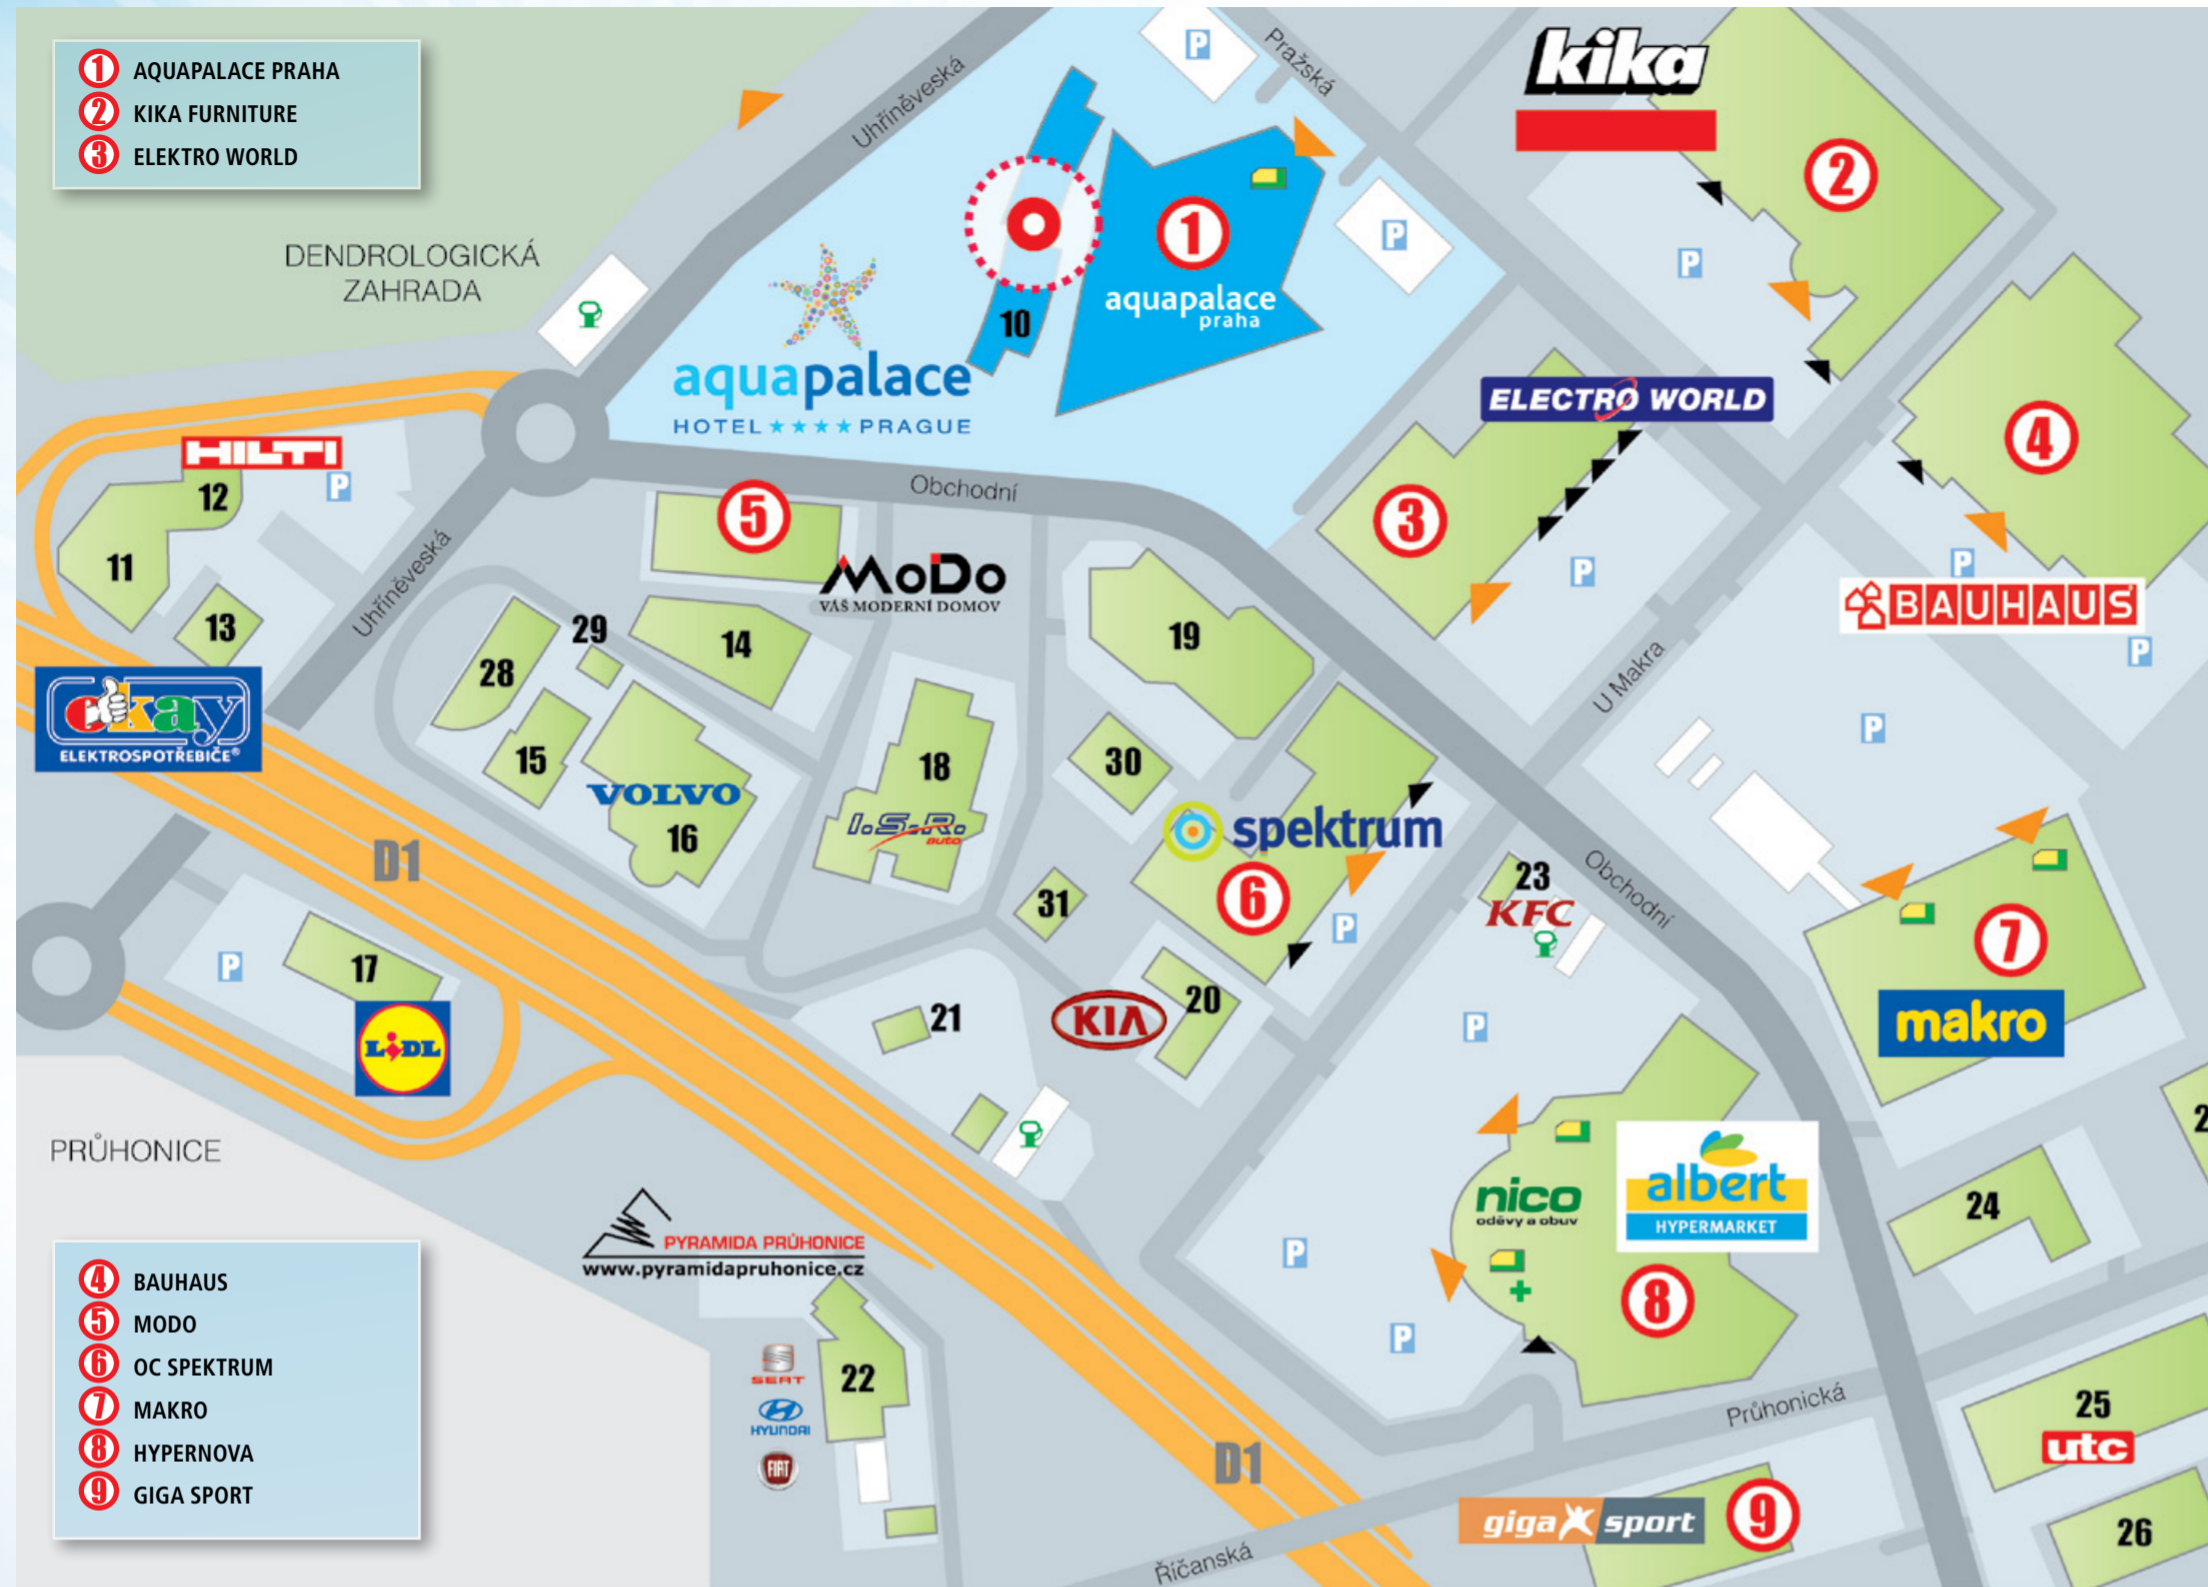 1 AQUAPALACE PRAHA
2 KIKA FURNITURE
3 ELEKTRO WORLD
DENDROLOGICKÁ
ZAHRADA
Uhříněveská
P
Pražská
kika
2
1
aquapalace
praha
10
P
P
aquapalace
HOTEL ★★★★ PRAGUE
ELECTRO WORLD
4
3
P
P
BAUHAUS
P
HILTI
12
P
11
13
Uhříněveská
Obchodní
5
MoDo
VÁŠ MODERNÍ DOMOV
29
14
28
15
19
U Makra
P
okay
ELEKTROSPOTŘEBIČE®
VOLVO
16
18
I.S.R.
auto
30
spektrum
6
31
P
23
KFC
Obchodní
7
makro
D1
P
17
LIDL
21
KIA
20
P
PRŮHONICE
nico
oděvy a obuv
albert
HYPERMARKET
8
P
P
24
2
PYRAMIDA PRŮHONICE
www.pyramidapruhonice.cz
SEAT
HYUNDAI
FIAT
22
4 BAUHAUS
5 MODO
6 OC SPEKTRUM
7 MAKRO
8 HYPERNOVA
9 GIGA SPORT
D1
Průhonická
25
utc
giga sport
9
26
Říčanská